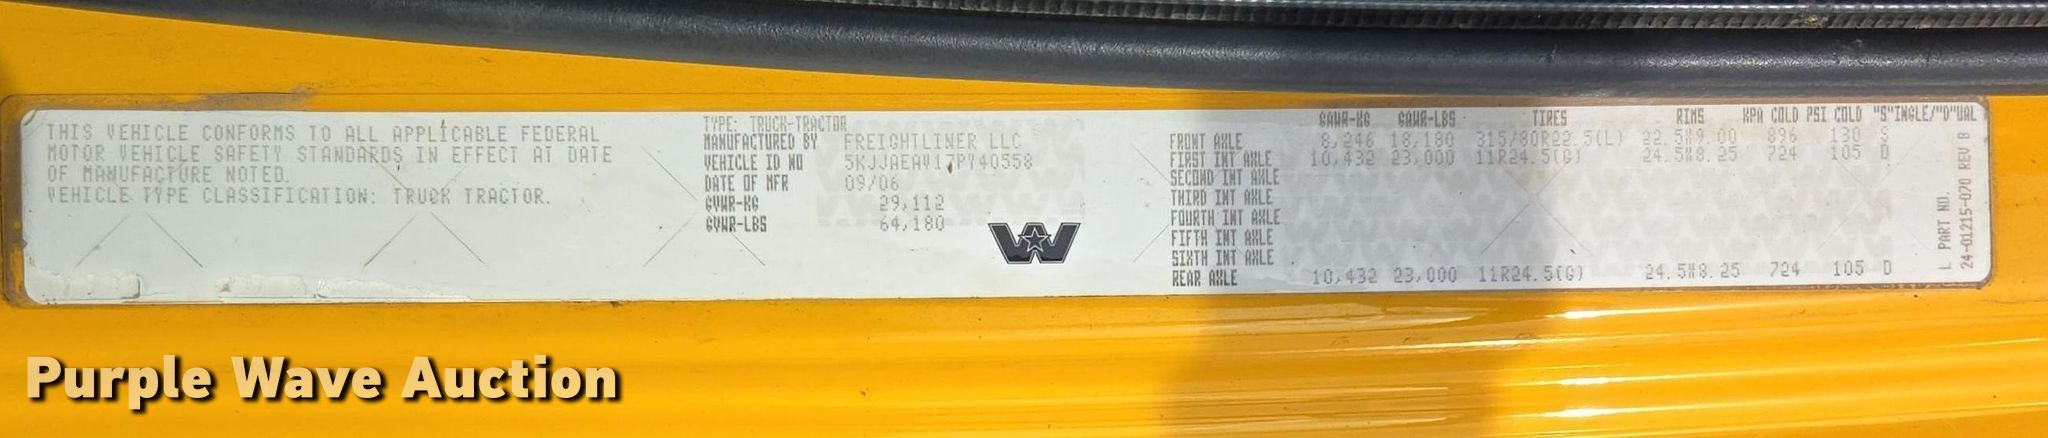 THIS VEHICLE CONFORMS TO ALL APPLICABLE FEDERAL
MOTOR VEHICLE SAFETY STANDARDS IN EFFECT AT DATE
OF MANUFACTURE NOTED.
VEHICLE TYPE CLASSIFICATION: TRUCK TRACTOR.
TYPE: TRUCK-TRACTOR
MANUFACTURED BY FREIGHTLINER LLC
VEHICLE ID NO 5KJJAEAV17PY40558
DATE OF MFR 09/06
GVWR-KG 29,112
GVWR-LBS 64,180
W
GAWR-KG GAWR-LBS TIRES RIMS KPA COLD PSI COLD "S"INGLE/"D"UAL
FRONT AXLE 8,246 18,180 315/80R22.5(L) 22.5X9.00 896 130 S
FIRST INT AXLE 10,432 23,000 11R24.5(G) 24.5X8.25 724 105 D
SECOND INT AXLE
THIRD INT AXLE
FOURTH INT AXLE
FIFTH INT AXLE
SIXTH INT AXLE
REAR AXLE 10,432 23,000 11R24.5(G) 24.5X8.25 724 105 D
L PART NO.
24-01215-070 REV B
Purple Wave Auction